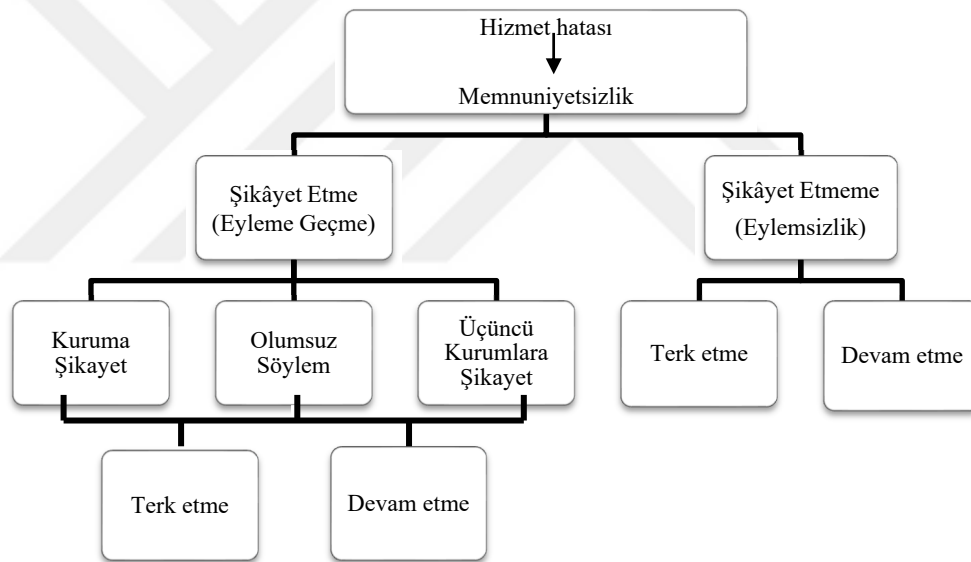 Hizmet hatası
Memnuniyetsizlik
Şikâyet Etme
(Eyleme Geçme)
Şikâyet Etmeme
(Eylemsizlik)
Kuruma
Şikayet
Olumsuz
Söylem
Üçüncü
Kurumlara
Şikayet
Terk etme
Devam etme
Terk etme
Devam etme